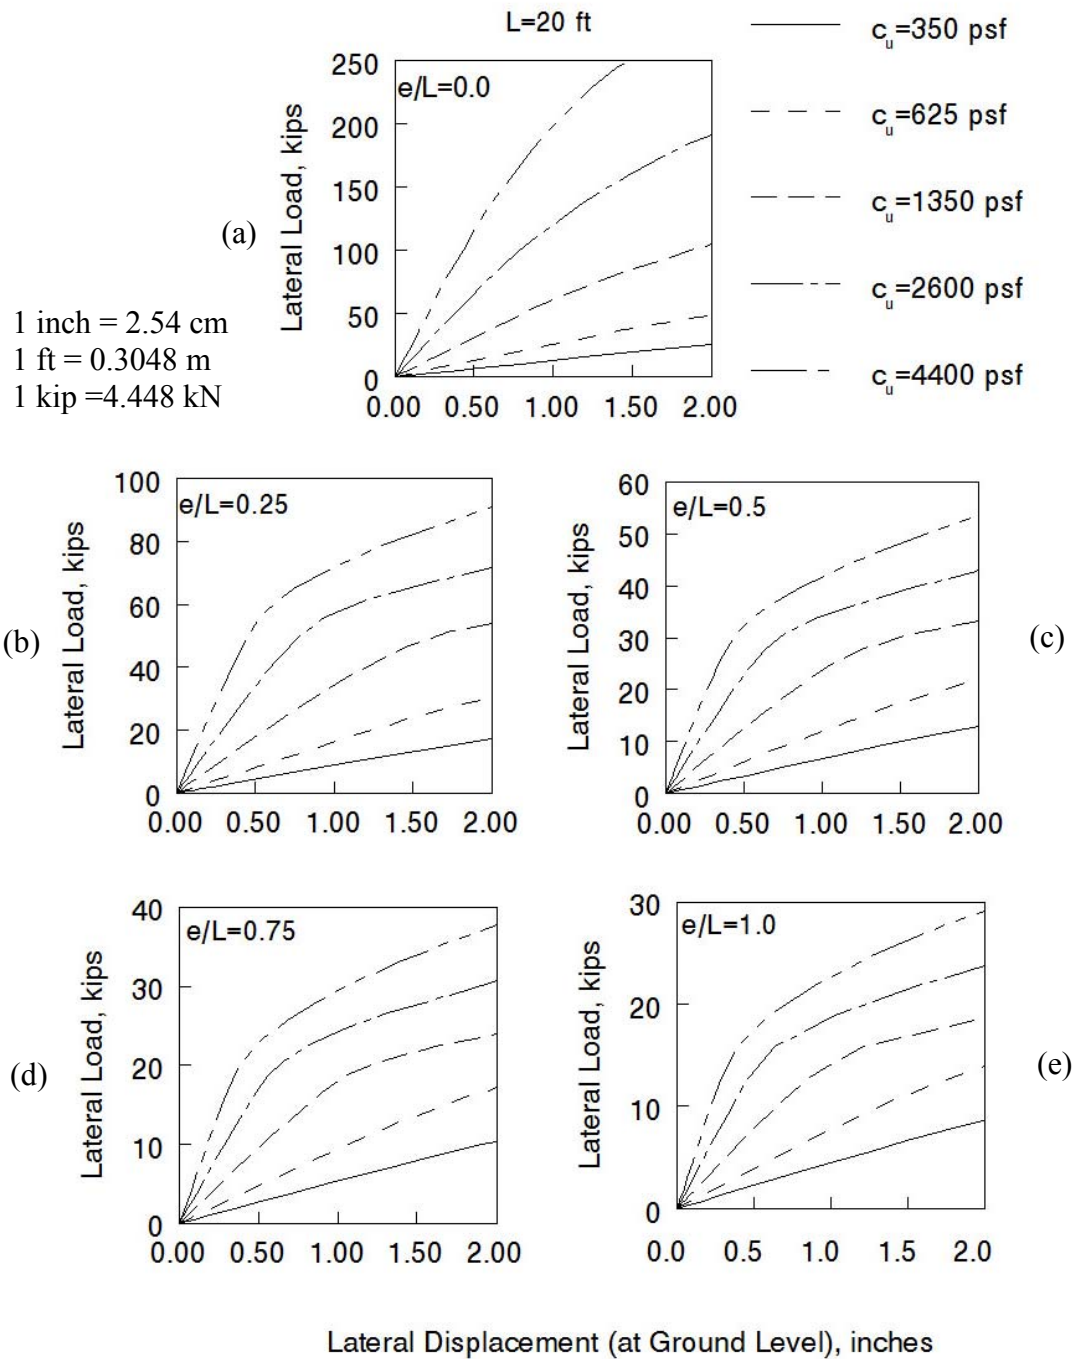 L=20 ft
c_u=350 psf
c_u=625 psf
c_u=1350 psf
c_u=2600 psf
c_u=4400 psf
(a)
e/L=0.0
Lateral Load, kips
250
200
150
100
50
0
0.00 0.50 1.00 1.50 2.00
1 inch = 2.54 cm
1 ft = 0.3048 m
1 kip =4.448 kN
(b)
e/L=0.25
Lateral Load, kips
100
80
60
40
20
0
0.00 0.50 1.00 1.50 2.00
e/L=0.5
Lateral Load, kips
60
50
40
30
20
10
0
0.00 0.50 1.00 1.50 2.00
(c)
(d)
e/L=0.75
Lateral Load, kips
40
30
20
10
0
0.00 0.50 1.00 1.50 2.00
e/L=1.0
Lateral Load, kips
30
20
10
0
0.0 0.5 1.0 1.5 2.0
(e)
Lateral Displacement (at Ground Level), inches